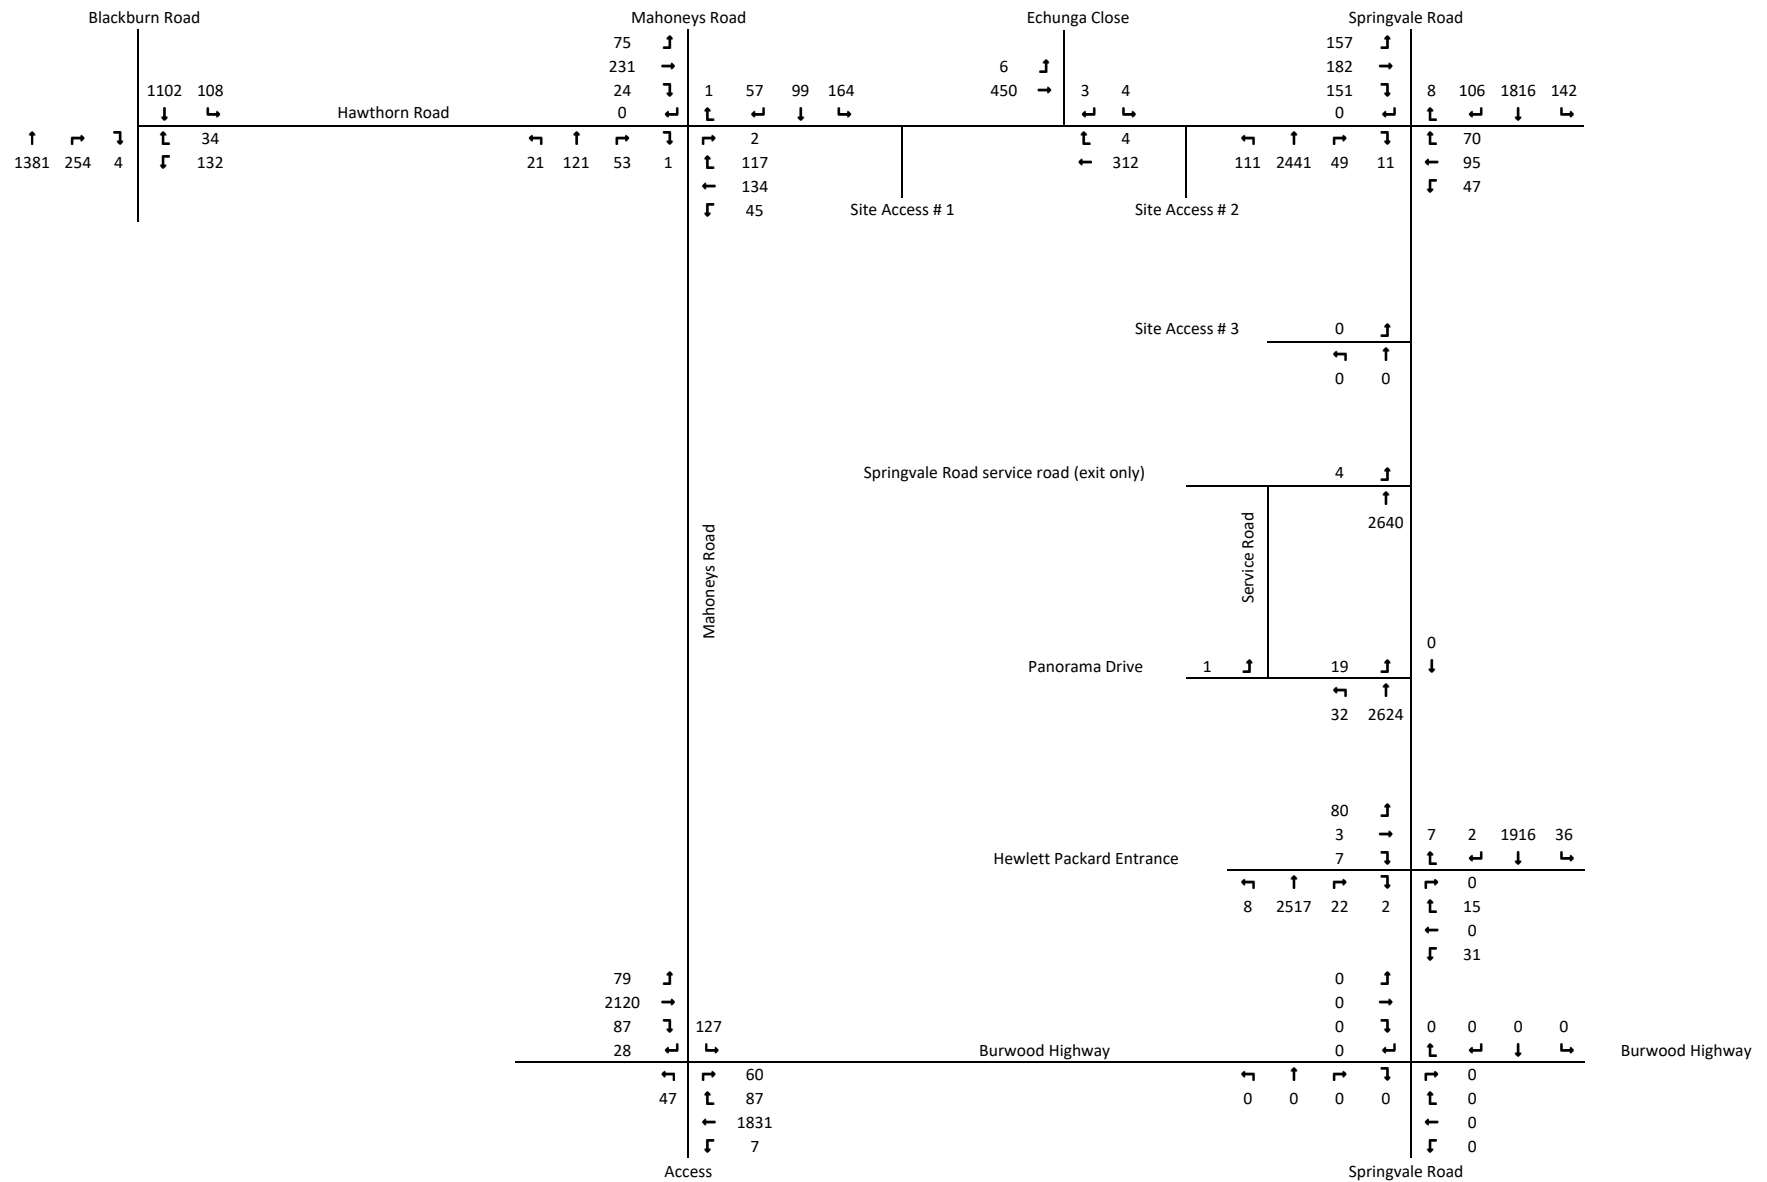 Blackburn Road Mahoneys Road Echunga Close Springvale Road
75 157
231 6 182
1102 108 24 1 57 99 164 450 3 4 151 8 106 1816 142
Hawthorn Road 0 0
34 2 4 70
1381 254 4 132 21 121 53 1 117 312 111 2441 49 11 95
134 47
45 Site Access # 1 Site Access # 2
Site Access # 3 0
0 0
Springvale Road service road (exit only) 4
2640
Service Road
Mahoneys Road
0
Panorama Drive 1 19
32 2624
80
3 7 2 1916 36
Hewlett Packard Entrance 7
0
8 2517 22 2 15
0
31
79 0
2120 0
87 127 0 0 0 0 0
28 Burwood Highway 0 Burwood Highway
60 0
47 87 0 0 0 0 0
1831 0
7 0
Access Springvale Road